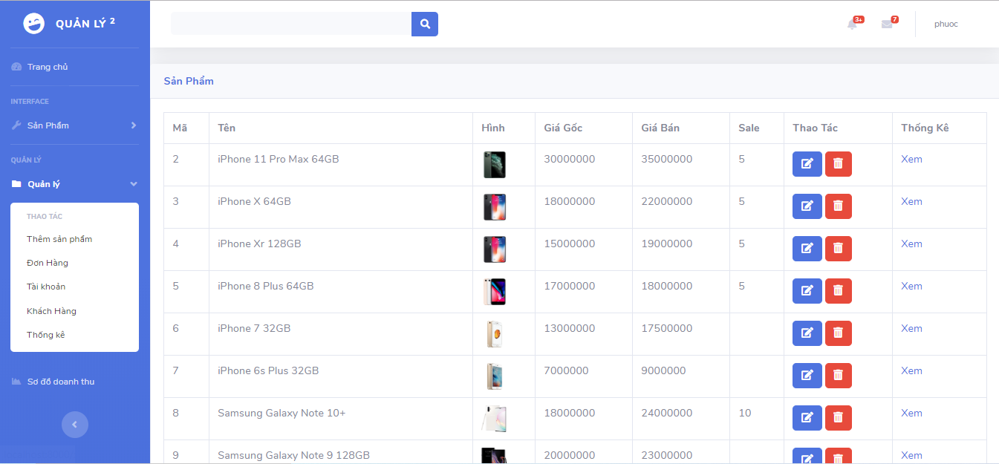 QUẢN LÝ 2
3+
7
phuoc
Trang chủ
INTERFACE
Sản Phẩm
QUẢN LÝ
Quản lý
THAO TÁC
Thêm sản phẩm
Đơn Hàng
Tài khoản
Khách Hàng
Thống kê
Sơ đồ doanh thu
Sản Phẩm
Mã Tên Hình Giá Gốc Giá Bán Sale Thao Tác Thống Kê
2 iPhone 11 Pro Max 64GB 30000000 35000000 5 Xem
3 iPhone X 64GB 18000000 22000000 5 Xem
4 iPhone Xr 128GB 15000000 19000000 5 Xem
5 iPhone 8 Plus 64GB 17000000 18000000 5 Xem
6 iPhone 7 32GB 13000000 17500000 Xem
7 iPhone 6s Plus 32GB 7000000 9000000 Xem
8 Samsung Galaxy Note 10+ 18000000 24000000 10 Xem
9 Samsung Galaxy Note 9 128GB 20000000 23000000 Xem